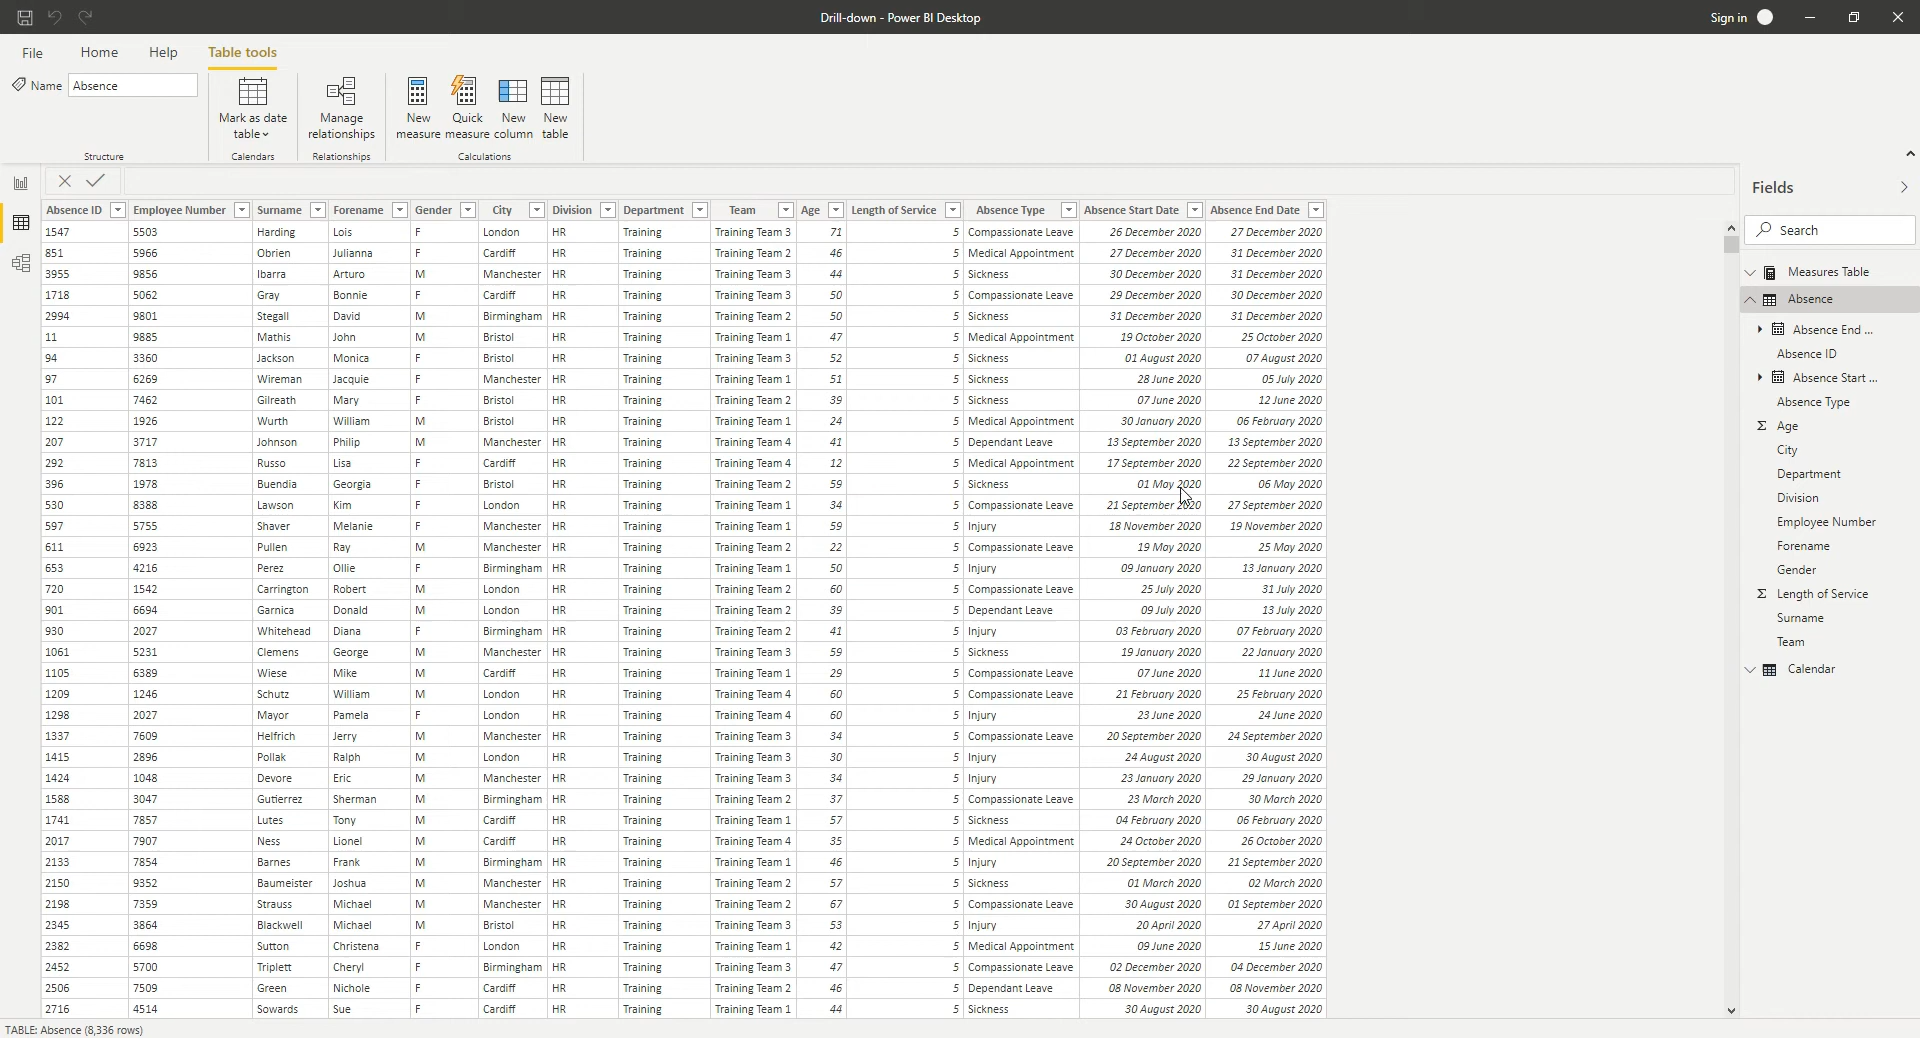 Drill-down - Power BI Desktop
Sign in
File Home Help Table tools
Name Absence
Mark as date table
Manage relationships
New measure
Quick measure
New column
New table
Structure Calendars Relationships Calculations
Absence ID Employee Number Surname Forename Gender City Division Department Team Age Length of Service Absence Type Absence Start Date Absence End Date
1547 5503 Harding Lois F London HR Training Training Team 3 71 5 Compassionate Leave 26 December 2020 27 December 2020
851 5966 Obrien Julianna F Cardiff HR Training Training Team 2 46 5 Medical Appointment 27 December 2020 31 December 2020
3955 9856 Ibarra Arturo M Manchester HR Training Training Team 3 44 5 Sickness 30 December 2020 31 December 2020
1718 5062 Gray Bonnie F Cardiff HR Training Training Team 3 50 5 Compassionate Leave 29 December 2020 30 December 2020
2994 9801 Stegall David M Birmingham HR Training Training Team 2 50 5 Sickness 31 December 2020 31 December 2020
11 9885 Mathis John M Bristol HR Training Training Team 1 47 5 Medical Appointment 19 October 2020 25 October 2020
94 3360 Jackson Monica F Bristol HR Training Training Team 3 52 5 Sickness 01 August 2020 07 August 2020
97 6269 Wireman Jacquie F Manchester HR Training Training Team 1 51 5 Sickness 28 June 2020 05 July 2020
101 7462 Gilreath Mary F Bristol HR Training Training Team 2 39 5 Sickness 07 June 2020 12 June 2020
122 1926 Wurth William M Bristol HR Training Training Team 1 24 5 Medical Appointment 30 January 2020 06 February 2020
207 3717 Johnson Philip M Manchester HR Training Training Team 4 41 5 Dependant Leave 13 September 2020 13 September 2020
292 7813 Russo Lisa F Cardiff HR Training Training Team 4 12 5 Medical Appointment 17 September 2020 22 September 2020
396 1978 Buendia Georgia F Bristol HR Training Training Team 2 59 5 Sickness 01 May 2020 06 May 2020
530 8388 Lawson Kim F London HR Training Training Team 1 34 5 Compassionate Leave 21 September 2020 27 September 2020
597 5755 Shaver Melanie F Manchester HR Training Training Team 1 59 5 Injury 18 November 2020 19 November 2020
611 6923 Pullen Ray M Manchester HR Training Training Team 2 22 5 Compassionate Leave 19 May 2020 25 May 2020
653 4216 Perez Ollie F Birmingham HR Training Training Team 1 50 5 Injury 09 January 2020 13 January 2020
720 1542 Carrington Robert M London HR Training Training Team 2 60 5 Compassionate Leave 25 July 2020 31 July 2020
901 6694 Garnica Donald M London HR Training Training Team 2 39 5 Dependant Leave 09 July 2020 13 July 2020
930 2027 Whitehead Diana F Birmingham HR Training Training Team 2 41 5 Injury 03 February 2020 07 February 2020
1061 5231 Clemens George M Manchester HR Training Training Team 3 59 5 Sickness 19 January 2020 22 January 2020
1105 6389 Wiese Mike M Cardiff HR Training Training Team 1 29 5 Compassionate Leave 07 June 2020 11 June 2020
1209 1246 Schutz William M London HR Training Training Team 4 60 5 Compassionate Leave 21 February 2020 25 February 2020
1298 2027 Mayor Pamela F London HR Training Training Team 4 60 5 Injury 23 June 2020 24 June 2020
1337 7609 Helfrich Jerry M Manchester HR Training Training Team 3 34 5 Compassionate Leave 20 September 2020 24 September 2020
1415 2896 Pollak Ralph M London HR Training Training Team 3 30 5 Injury 24 August 2020 30 August 2020
1424 1048 Devore Eric M Manchester HR Training Training Team 3 34 5 Injury 23 January 2020 29 January 2020
1588 3047 Gutierrez Sherman M Birmingham HR Training Training Team 2 37 5 Compassionate Leave 23 March 2020 30 March 2020
1741 7857 Lutes Tony M Cardiff HR Training Training Team 1 57 5 Sickness 04 February 2020 06 February 2020
2017 7907 Ness Lionel M Cardiff HR Training Training Team 4 35 5 Medical Appointment 24 October 2020 26 October 2020
2133 7854 Barnes Frank M Birmingham HR Training Training Team 1 46 5 Injury 20 September 2020 21 September 2020
2150 9352 Baumeister Joshua M Manchester HR Training Training Team 2 57 5 Sickness 01 March 2020 02 March 2020
2198 7359 Strauss Michael M Manchester HR Training Training Team 2 67 5 Compassionate Leave 30 August 2020 01 September 2020
2345 3864 Blackwell Michael M Bristol HR Training Training Team 3 53 5 Injury 20 April 2020 27 April 2020
2382 6698 Sutton Christena F London HR Training Training Team 1 42 5 Medical Appointment 09 June 2020 15 June 2020
2452 5700 Triplett Cheryl F Birmingham HR Training Training Team 3 47 5 Compassionate Leave 02 December 2020 04 December 2020
2506 7509 Green Nichole F Cardiff HR Training Training Team 2 46 5 Dependant Leave 08 November 2020 08 November 2020
2716 4514 Sowards Sue F Cardiff HR Training Training Team 1 44 5 Sickness 30 August 2020 30 August 2020
Fields
Search
Measures Table
Absence
Absence End ...
Absence ID
Absence Start ...
Absence Type
Σ Age
City
Department
Division
Employee Number
Forename
Gender
Σ Length of Service
Surname
Team
Calendar
TABLE: Absence (8,336 rows)